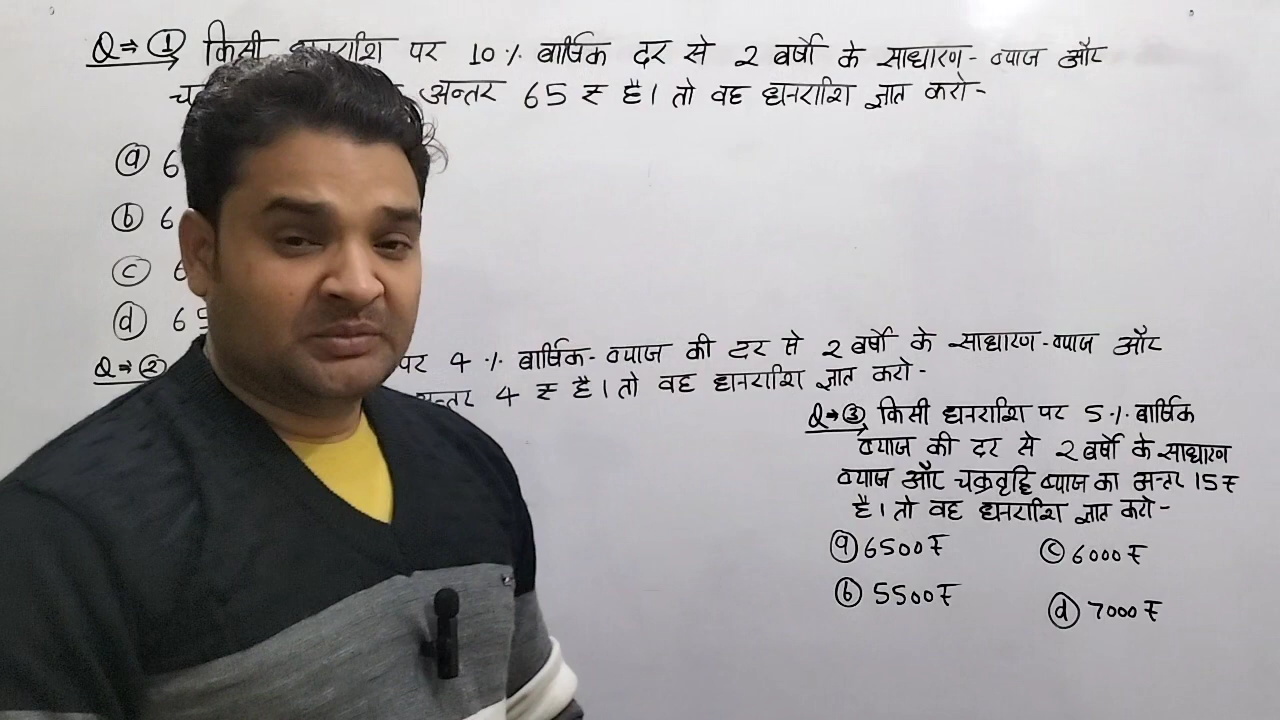 Q⇒ ① किसी धनराशि पर 10% वार्षिक दर से 2 वर्षो के साधारण- ब्याज और
अन्तर 65 ₹ है। तो वह धनराशि ज्ञात करो-
ⓐ 6
ⓑ 6
ⓒ 6
ⓓ 65
Q⇒② पर 4 % वार्षिक- ब्याज की दर से 2 वर्षो के साधारण-ब्याज और
अन्तर 4 ₹ है। तो वह धनराशि ज्ञात करो-
Q⇒③ किसी धनराशि पर 5% वार्षिक
ब्याज की दर से 2 वर्षो के साधारण
ब्याज और चक्रवृद्दि ब्याज का अन्तर 15₹
है। तो वह धनराशि ज्ञात करो-
ⓐ 6500₹ ⓒ 6000₹
ⓑ 5500₹ ⓓ 7000₹